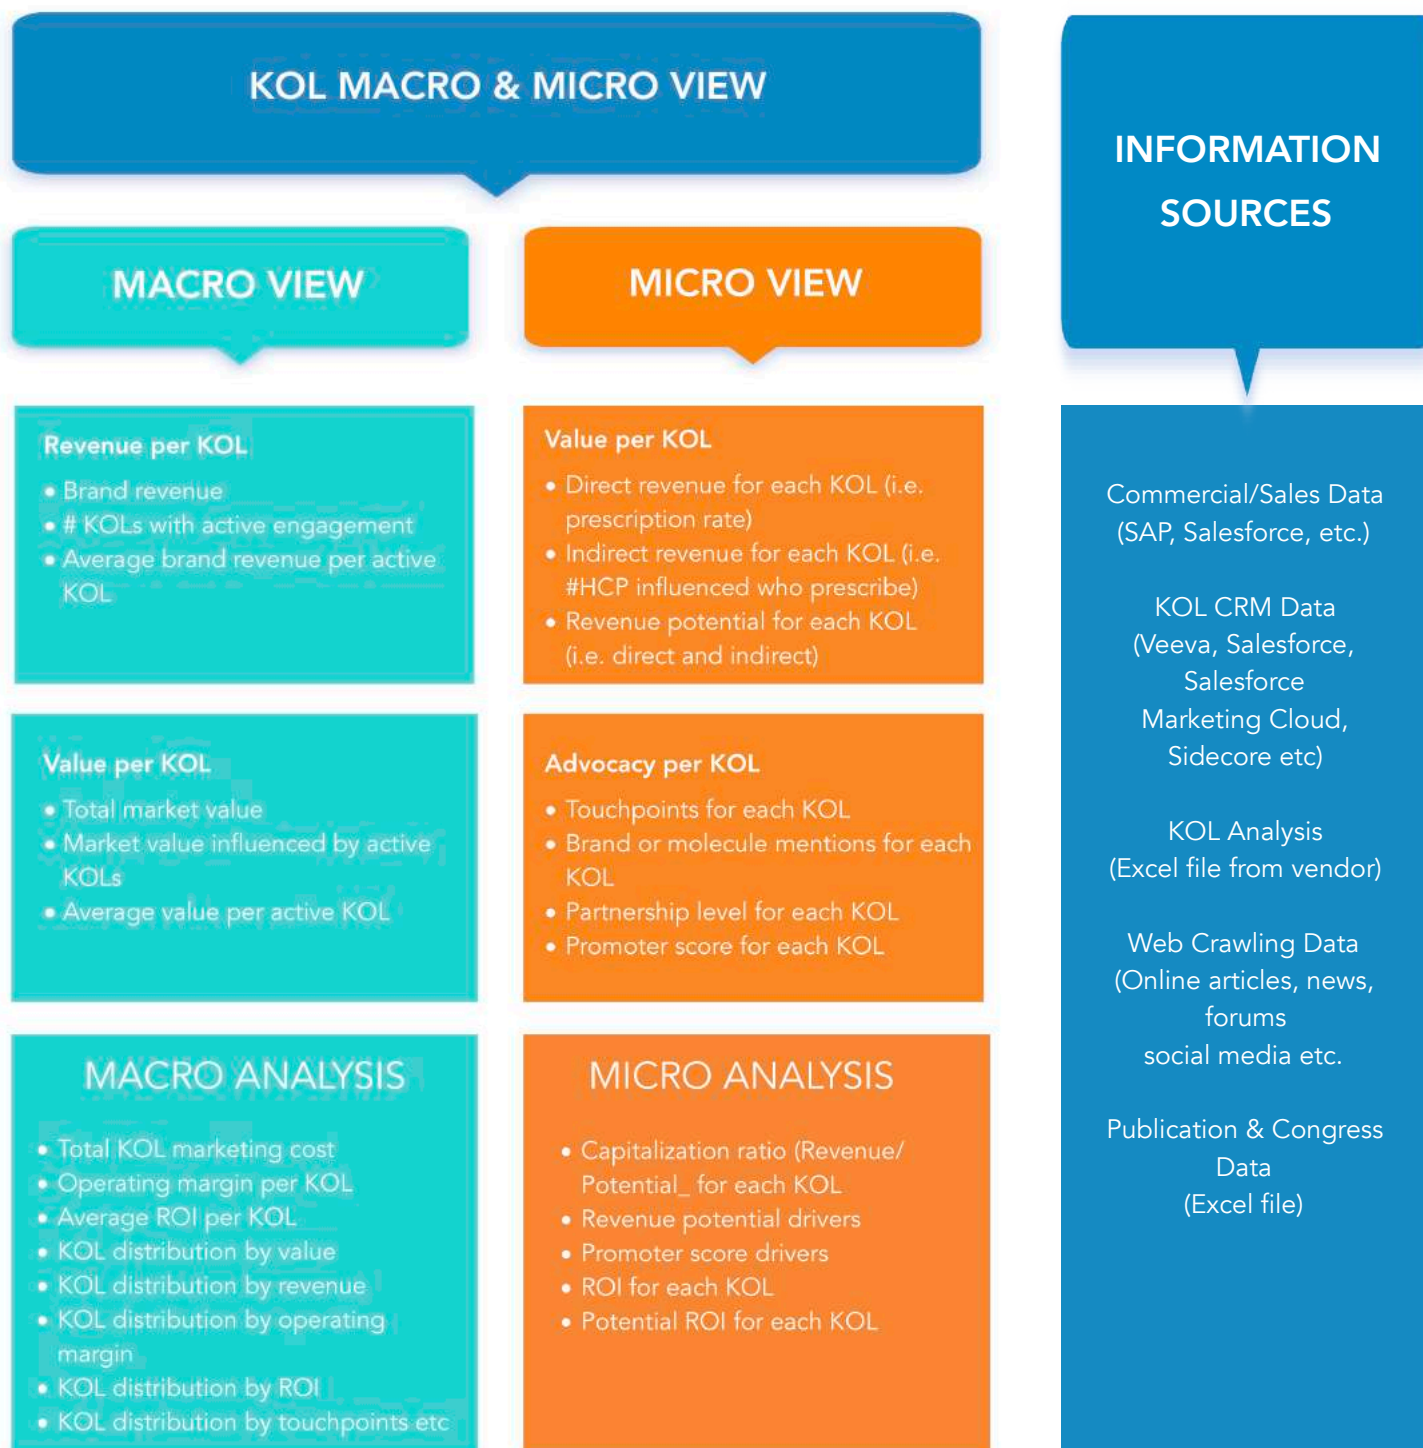 KOL MACRO & MICRO VIEW
MACRO VIEW
Revenue per KOL
• Brand revenue
• # KOLs with active engagement
• Average brand revenue per active
KOL
Value per KOL
• Total market value
• Market value influenced by active
KOLs
• Average value per active KOL
MACRO ANALYSIS
• Total KOL marketing cost
• Operating margin per KOL
• Average ROI per KOL
• KOL distribution by value
• KOL distribution by revenue
• KOL distribution by operating
margin
• KOL distribution by ROI
• KOL distribution by touchpoints etc
MICRO VIEW
Value per KOL
• Direct revenue for each KOL (i.e.
prescription rate)
• Indirect revenue for each KOL (i.e.
#HCP influenced who prescribe)
• Revenue potential for each KOL
(i.e. direct and indirect)
Advocacy per KOL
• Touchpoints for each KOL
• Brand or molecule mentions for each
KOL
• Partnership level for each KOL
• Promoter score for each KOL
MICRO ANALYSIS
• Capitalization ratio (Revenue/
Potential_ for each KOL
• Revenue potential drivers
• Promoter score drivers
• ROI for each KOL
• Potential ROI for each KOL
INFORMATION
SOURCES
Commercial/Sales Data
(SAP, Salesforce, etc.)
KOL CRM Data
(Veeva, Salesforce,
Salesforce
Marketing Cloud,
Sidecore etc)
KOL Analysis
(Excel file from vendor)
Web Crawling Data
(Online articles, news,
forums
social media etc.
Publication & Congress
Data
(Excel file)